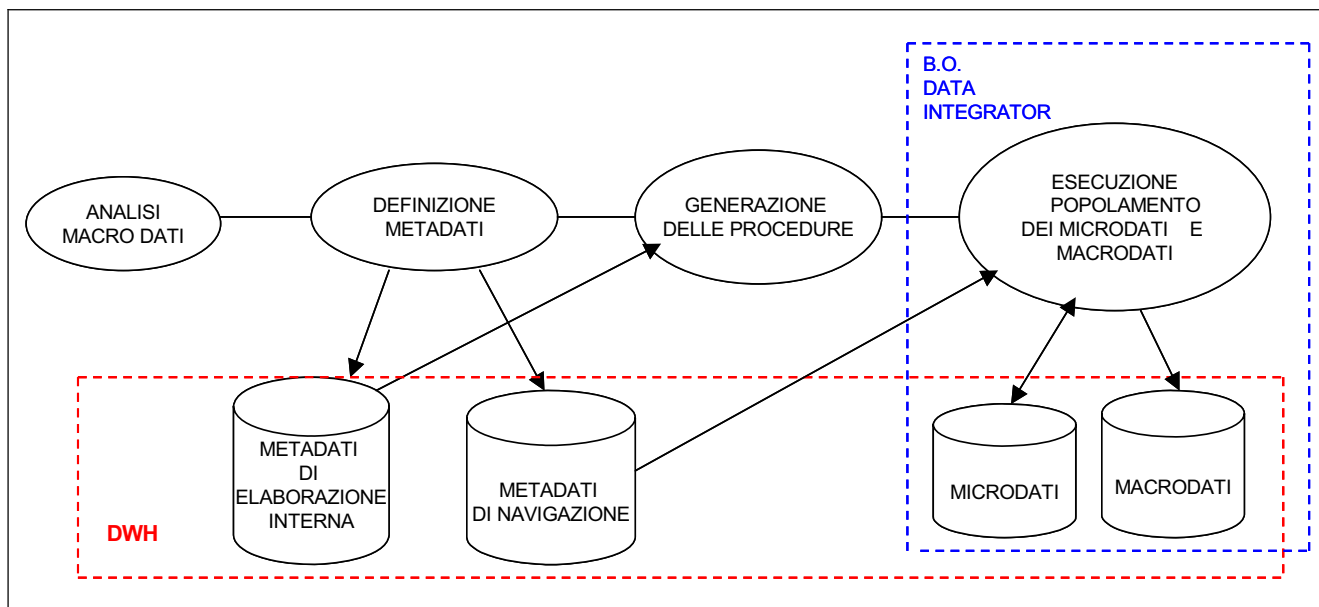 B.O.
DATA
INTEGRATOR
ANALISI
MACRO DATI
DEFINIZIONE
METADATI
GENERAZIONE
DELLE PROCEDURE
ESECUZIONE
POPOLAMENTO
DEI MICRODATI E
MACRODATI
METADATI
DI
ELABORAZIONE
INTERNA
METADATI
DI NAVIGAZIONE
MICRODATI
MACRODATI
DWH